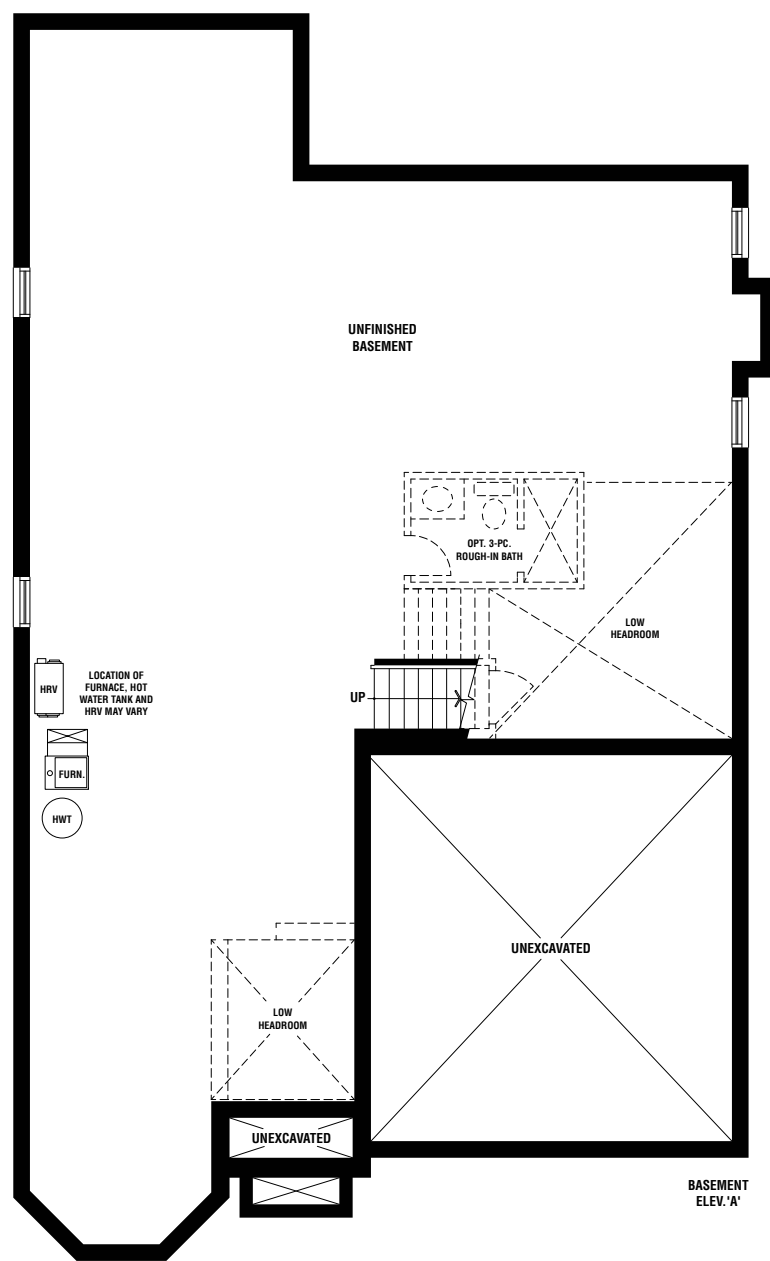 UNFINISHED
BASEMENT
OPT. 3-PC.
ROUGH-IN BATH
LOW
HEADROOM
HRV
LOCATION OF
FURNACE, HOT
WATER TANK AND
HRV MAY VARY
UP
FURN.
HWT
UNEXCAVATED
LOW
HEADROOM
UNEXCAVATED
BASEMENT
ELEV. 'A'